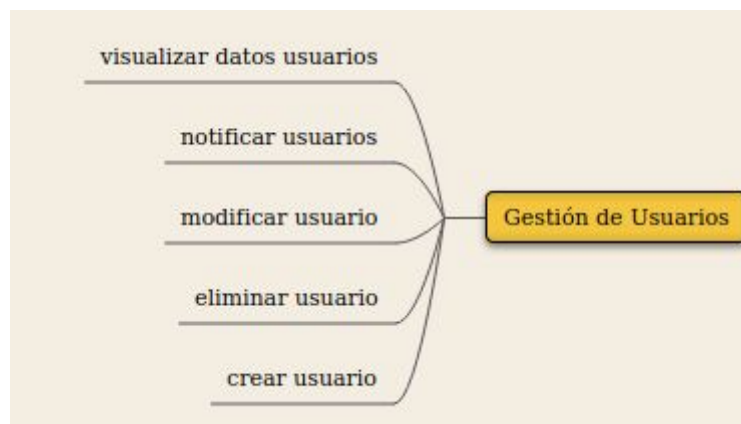 visualizar datos usuarios
notificar usuarios
modificar usuario
Gestión de Usuarios
eliminar usuario
crear usuario